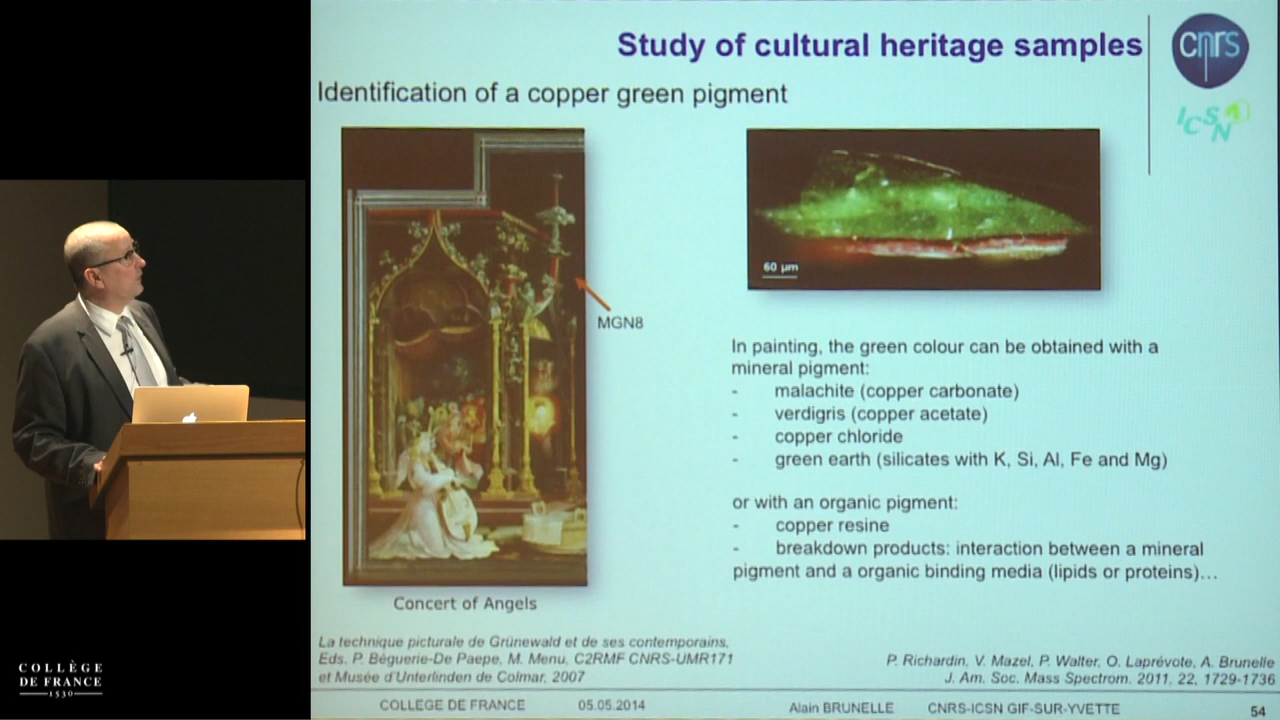 Study of cultural heritage samples
cnrs
ICSN
Identification of a copper green pigment
MGN8
60 µm
In painting, the green colour can be obtained with a
mineral pigment:
- malachite (copper carbonate)
- verdigris (copper acetate)
- copper chloride
- green earth (silicates with K, Si, Al, Fe and Mg)
or with an organic pigment:
- copper resine
- breakdown products: interaction between a mineral
pigment and a organic binding media (lipids or proteins)…
Concert of Angels
La technique picturale de Grünewald et de ses contemporains,
Eds. P. Béguerie-De Paepe, M. Menu, C2RMF CNRS-UMR171
et Musée d'Unterlinden de Colmar, 2007
P. Richardin, V. Mazel, P. Walter, O. Laprévote, A. Brunelle
J. Am. Soc. Mass Spectrom. 2011, 22, 1729-1736
COLLÈGE DE FRANCE 05.05.2014 Alain BRUNELLE CNRS-ICSN GIF-SUR-YVETTE 54
COLLÈGE
DE FRANCE
1530